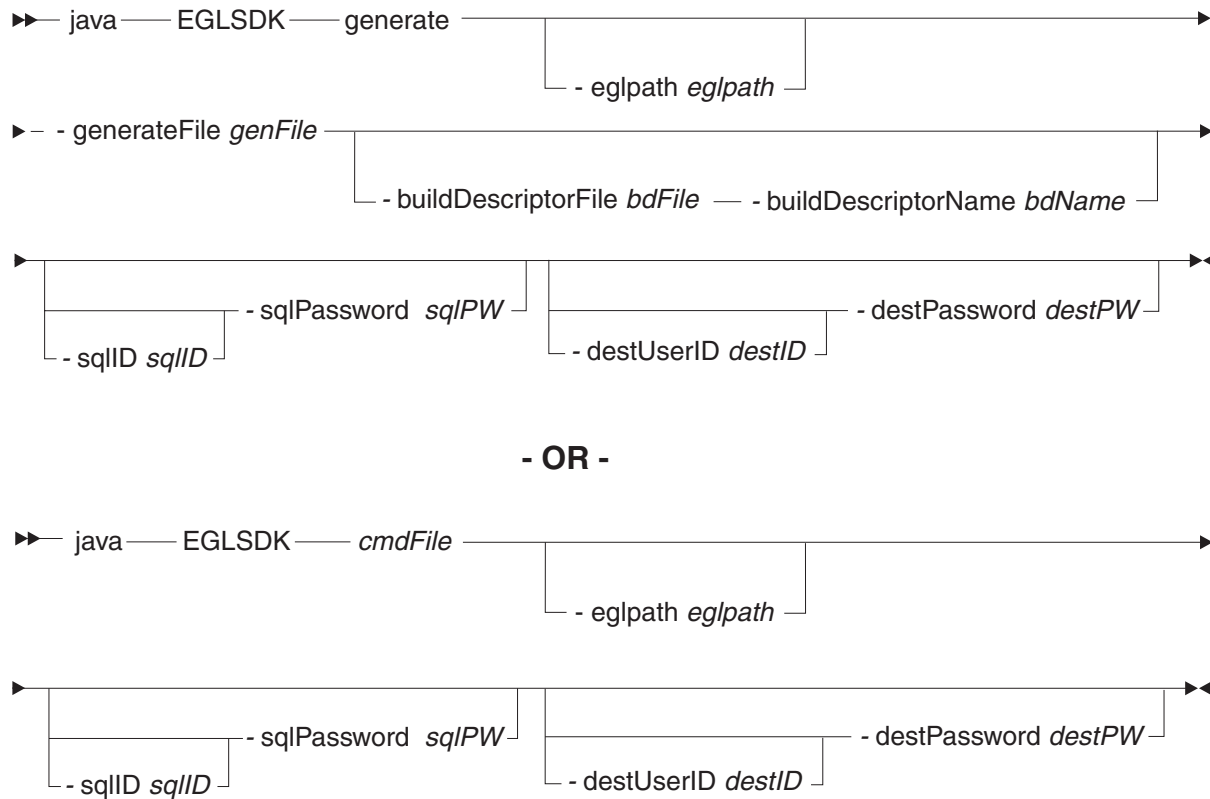 java EGLSDK generate
- eglpath eglpath
- generateFile genFile
- buildDescriptorFile bdFile - buildDescriptorName bdName
- sqlPassword sqlPW - destPassword destPW
- sqlID sqlID - destUserID destID
- OR -
java EGLSDK cmdFile
- eglpath eglpath
- sqlPassword sqlPW - destPassword destPW
- sqlID sqlID - destUserID destID